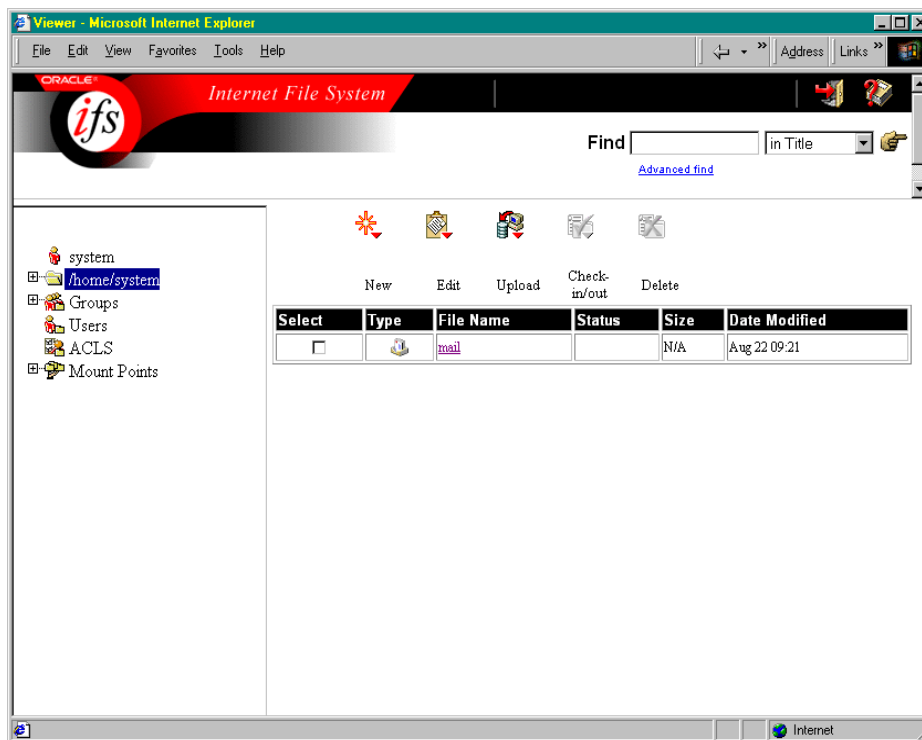 Viewer - Microsoft Internet Explorer
File Edit View Favorites Tools Help
» Address Links »
ORACLE®
ifs
Internet File System
Find in Title
Advanced find
system
/home/system
Groups
Users
ACLS
Mount Points
New Edit Upload Check-in/out Delete
Select Type File Name Status Size Date Modified
mail N/A Aug 22 09:21
Internet